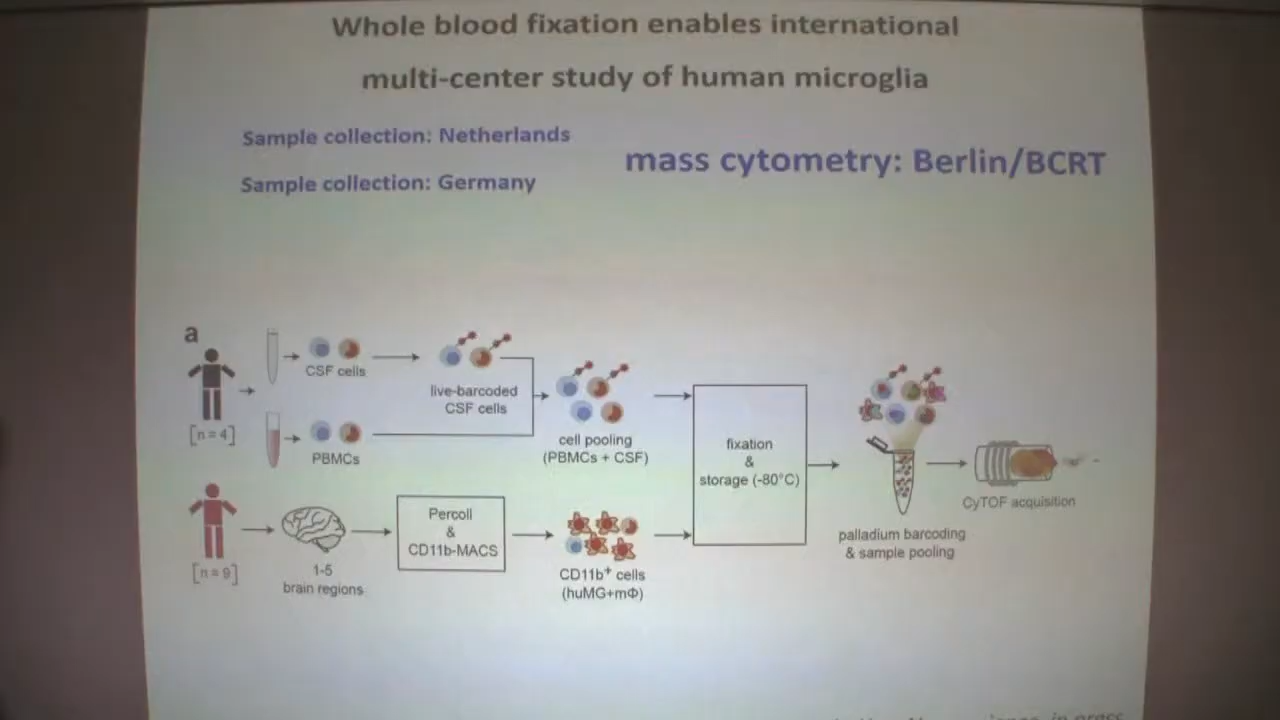 Whole blood fixation enables international
multi-center study of human microglia
Sample collection: Netherlands
mass cytometry: Berlin/BCRT
Sample collection: Germany
a
CSF cells
live-barcoded
CSF cells
[n = 4]
PBMCs
cell pooling
(PBMCs + CSF)
fixation
&
storage (-80°C)
CyTOF acquisition
palladium barcoding
& sample pooling
Percoll
&
CD11b-MACS
[n = 9]
1-5
brain regions
CD11b⁺ cells
(huMG+mΦ)
in press